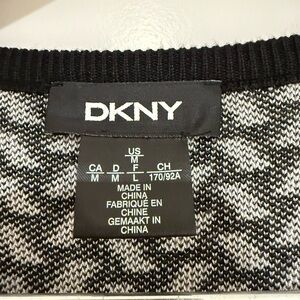 DKNY
US
M
CA D F CH
M M L 170/92A
MADE IN
CHINA
FABRIQUÉ EN
CHINE
GEMAAKT IN
CHINA